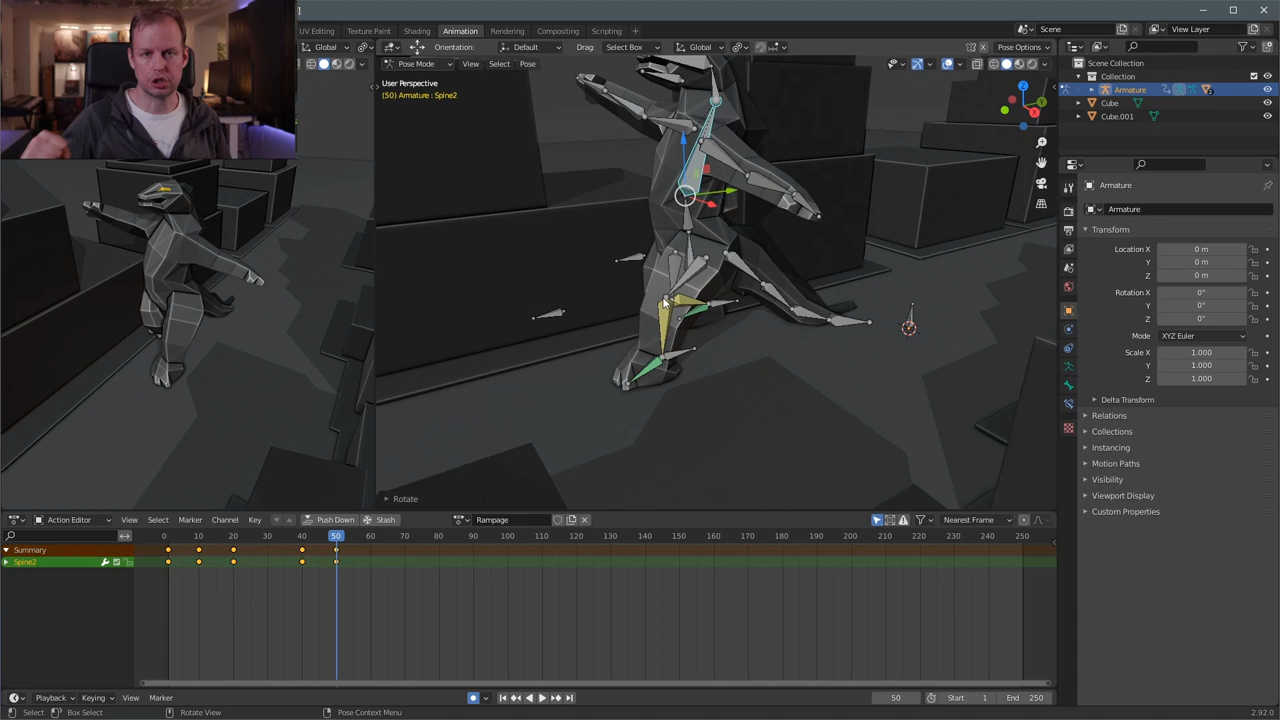 UV Editing Texture Paint Shading Animation Rendering Compositing Scripting + Scene View Layer
Global Orientation: Default Drag: Select Box Global Pose Options
Pose Mode View Select Pose
User Perspective
(50) Armature : Spine2
Z
Rotate
Scene Collection
Collection
Armature
Cube
Cube.001
Armature
Armature
Transform
Location X 0 m
Y 0 m
Z 0 m
Rotation X 0°
Y 0°
Z 0°
Mode XYZ Euler
Scale X 1.000
Y 1.000
Z 1.000
Delta Transform
Relations
Collections
Instancing
Motion Paths
Visibility
Viewport Display
Custom Properties
Action Editor View Select Marker Channel Key Push Down Stash Rampage Nearest Frame
0 10 20 30 40 50 60 70 80 90 100 110 120 130 140 150 160 170 180 190 200 210 220 230 240 250
Summary
Spine2
Playback Keying View Marker 50 Start 1 End 250
Select Box Select Rotate View Pose Context Menu 2.92.0